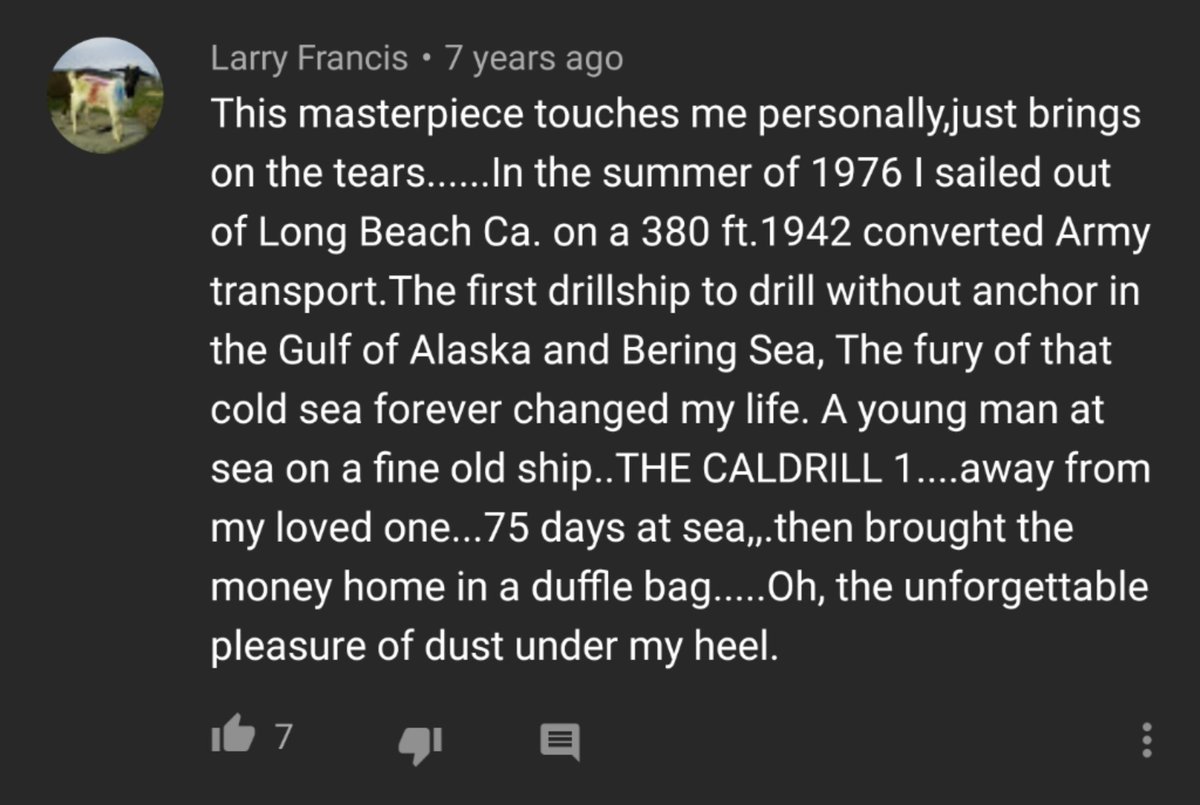 Larry Francis • 7 years ago
This masterpiece touches me personally,just brings
on the tears......In the summer of 1976 I sailed out
of Long Beach Ca. on a 380 ft.1942 converted Army
transport.The first drillship to drill without anchor in
the Gulf of Alaska and Bering Sea, The fury of that
cold sea forever changed my life. A young man at
sea on a fine old ship..THE CALDRILL 1....away from
my loved one...75 days at sea,,.then brought the
money home in a duffle bag.....Oh, the unforgettable
pleasure of dust under my heel.
7